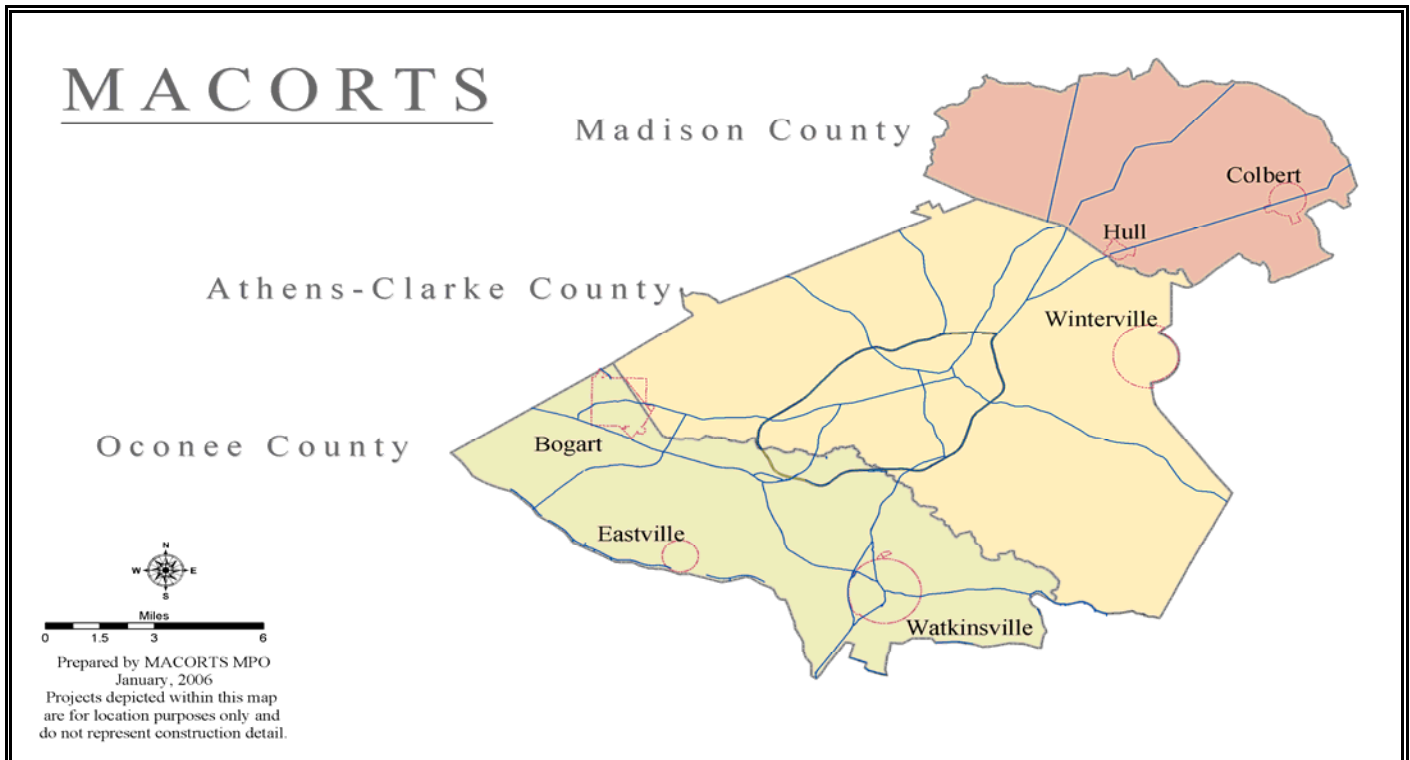 MACORTS
Madison County
Colbert
Hull
Athens-Clarke County
Winterville
Oconee County
Bogart
Eastville
Watkinsville
N
W E
S
Miles
0 1.5 3 6
Prepared by MACORTS MPO
January, 2006
Projects depicted within this map
are for location purposes only and
do not represent construction detail.